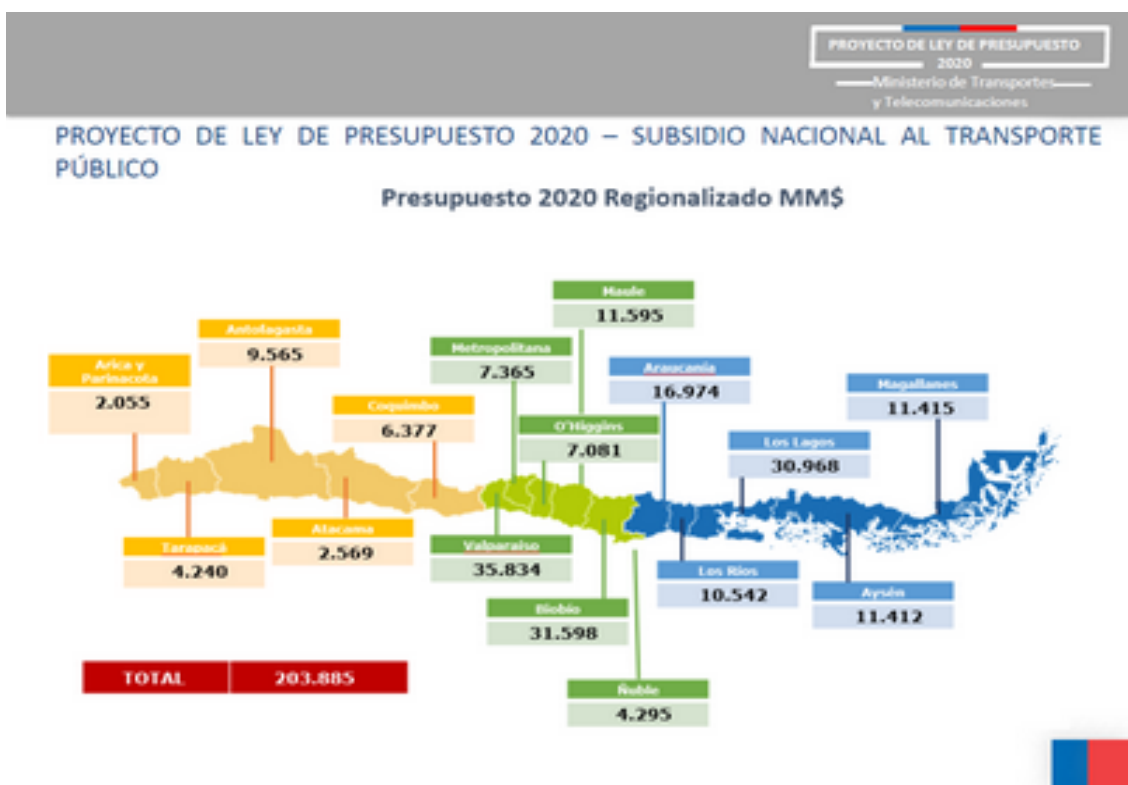 PROYECTO DE LEY DE PRESUPUESTO
2020
Ministerio de Transportes
y Telecomunicaciones
PROYECTO DE LEY DE PRESUPUESTO 2020 – SUBSIDIO NACIONAL AL TRANSPORTE
PÚBLICO
Presupuesto 2020 Regionalizado MM$
Maule
11.595
Antofagasta
9.565
Metropolitana
7.365
Arica y
Parinacota
2.055
Araucanía
16.974
Magallanes
11.415
Coquimbo
6.377
O'Higgins
7.081
Los Lagos
30.968
Tarapacá
4.240
Atacama
2.569
Valparaíso
35.834
Los Ríos
10.542
Aysén
11.412
Biobio
31.598
TOTAL 203.885
Ñuble
4.295